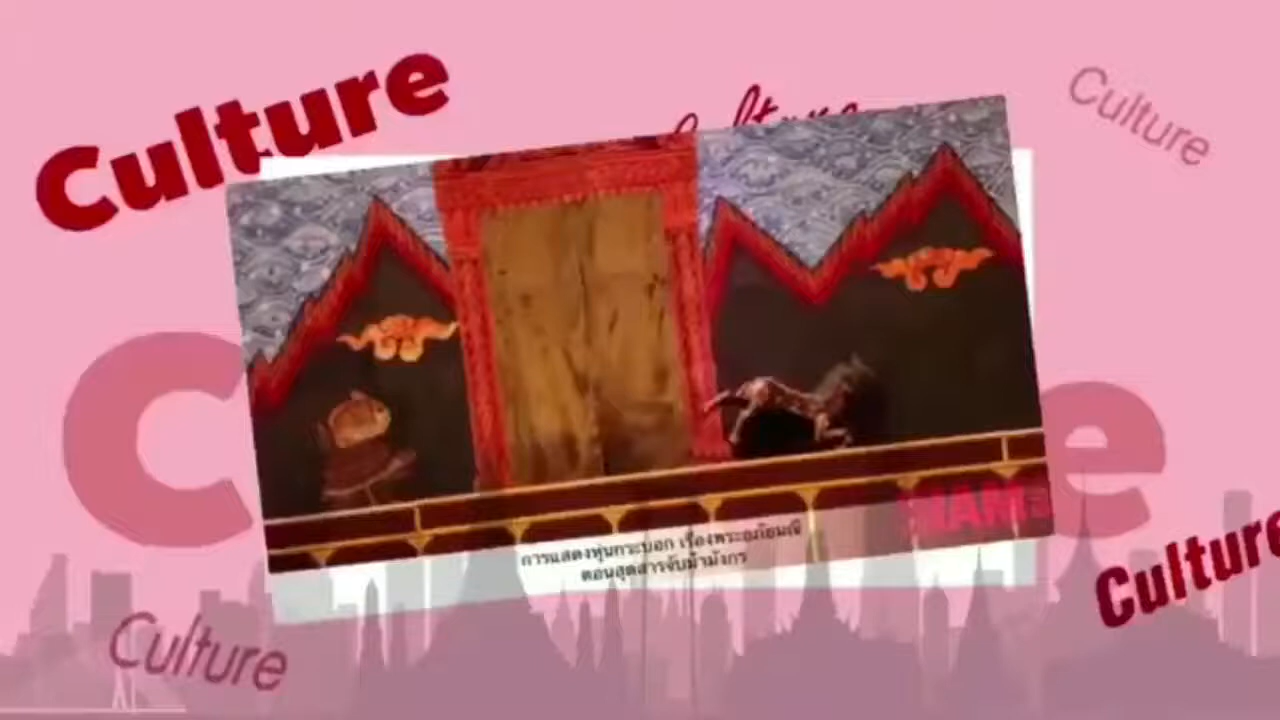 Culture
Culture
Culture
C
e
การแสดงหุ่นกระบอก เรื่องพระอภัยมณี
ตอนสุดสาครจับม้ามังกร
Culture
Culture